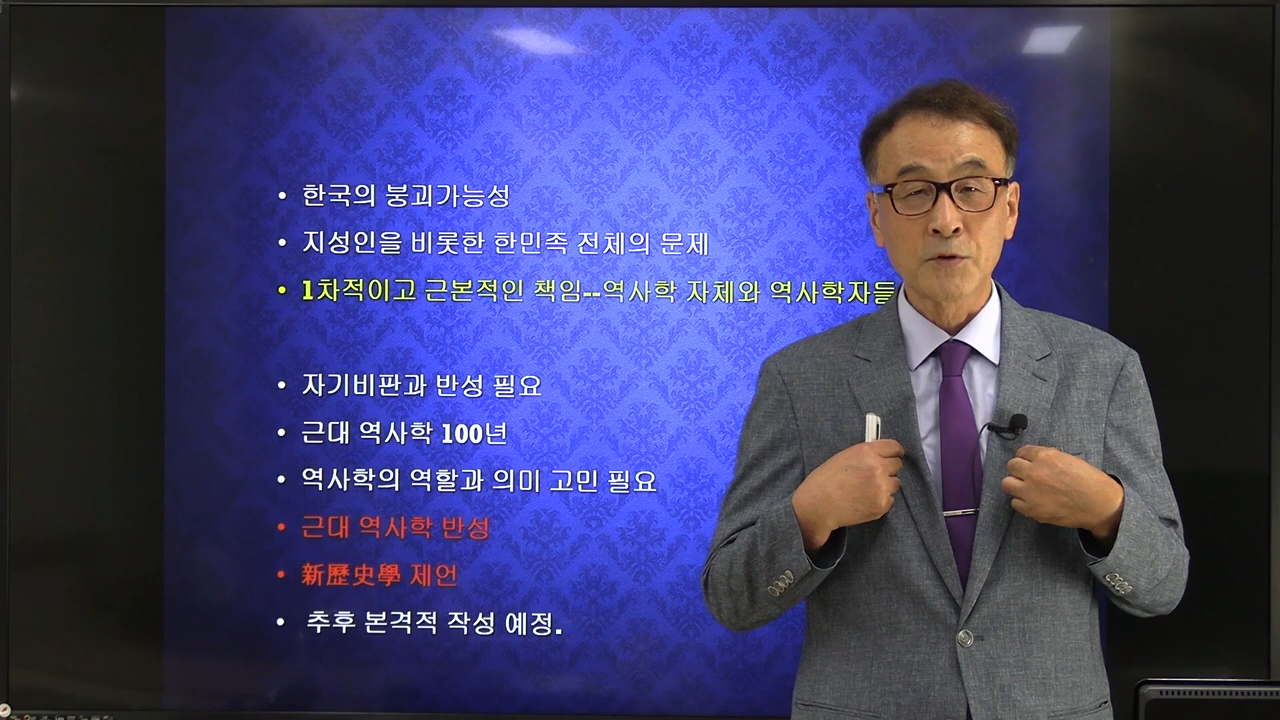 • 한국의 붕괴가능성
• 지성인을 비롯한 한민족 전체의 문제
• 1차적이고 근본적인 책임--역사학 자체와 역사학자들
• 자기비판과 반성 필요
• 근대 역사학 100년
• 역사학의 역할과 의미 고민 필요
• 근대 역사학 반성
• 新歷史學 제언
• 추후 본격적 작성 예정.